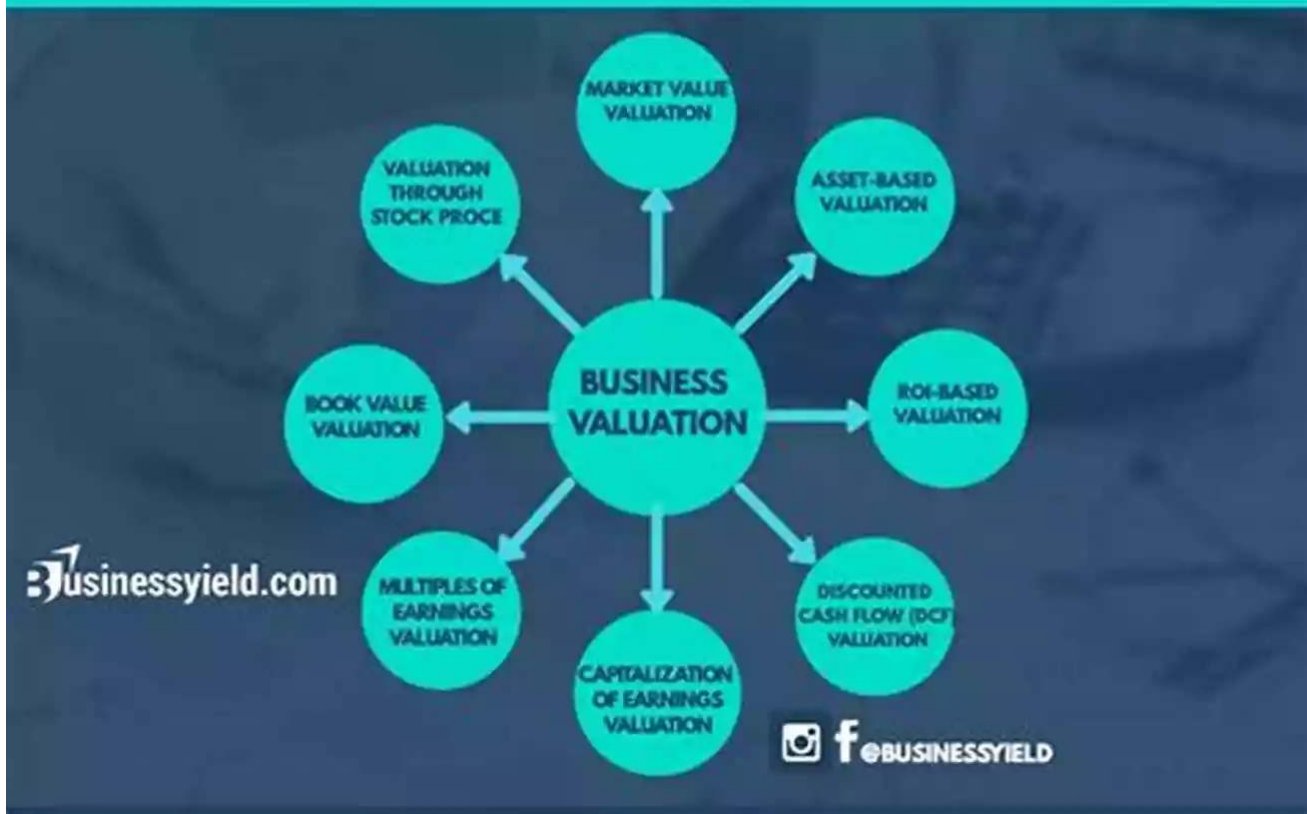 MARKET VALUE
VALUATION
VALUATION
THROUGH
STOCK PROCE
ASSET-BASED
VALUATION
BUSINESS
VALUATION
BOOK VALUE
VALUATION
ROI-BASED
VALUATION
Businessyield.com
MULTIPLES OF
EARNINGS
VALUATION
DISCOUNTED
CASH FLOW (DCF)
VALUATION
CAPITALIZATION
OF EARNINGS
VALUATION
@BUSINESSYIELD